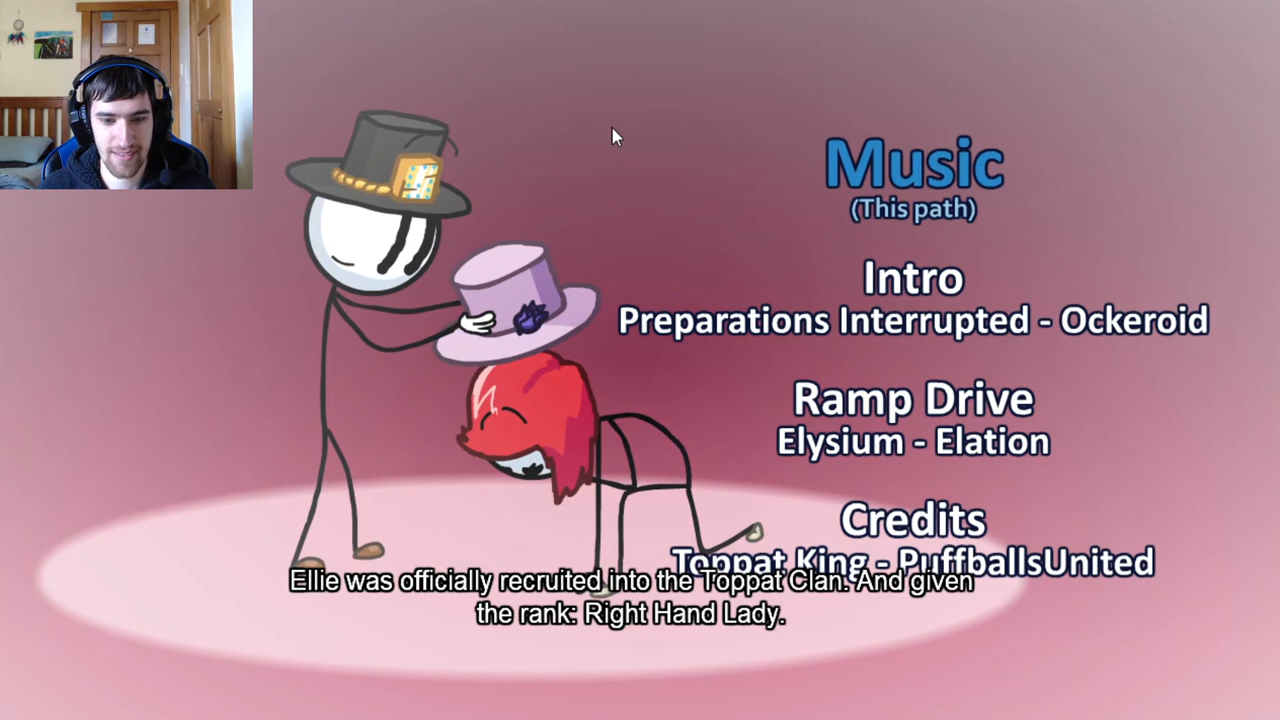 Music
(This path)
Intro
Preparations Interrupted - Ockeroid
Ramp Drive
Elysium - Elation
Credits
Toppat King - PuffballsUnited
Ellie was officially recruited into the Toppat Clan. And given
the rank: Right Hand Lady.